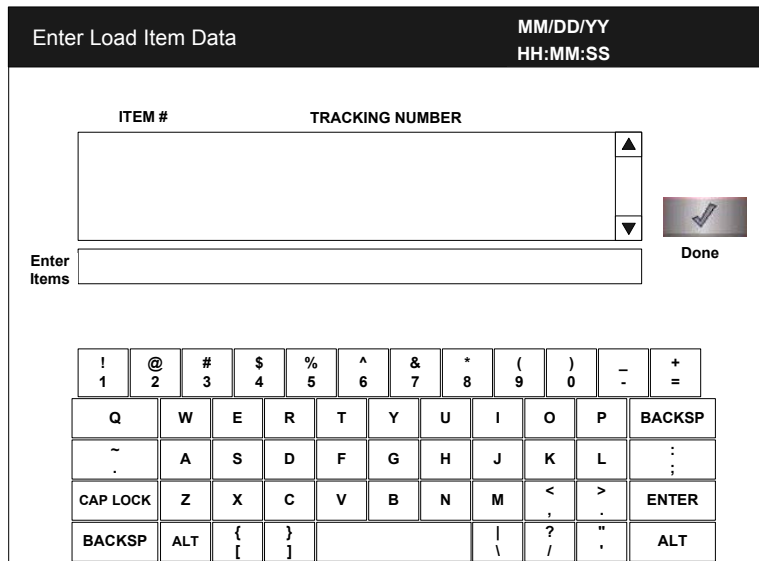 Enter Load Item Data
MM/DD/YY
HH:MM:SS
ITEM # TRACKING NUMBER
Done
Enter
Items
! @ # $ % ^ & * ( ) _ +
1 2 3 4 5 6 7 8 9 0 - =
Q W E R T Y U I O P BACKSP
~ :
. A S D F G H J K L ;
CAP LOCK Z X C V B N M < > ENTER
, .
BACKSP ALT { } | ? " ALT
[ ] \ / '